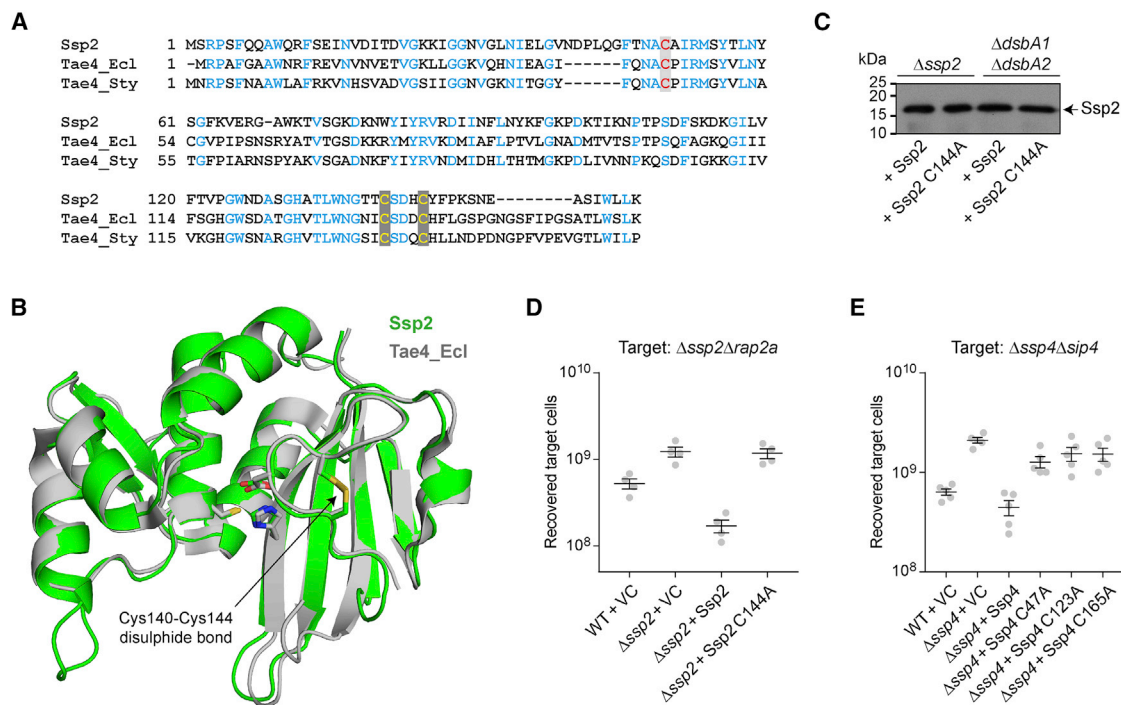 A
Ssp2 1 MSRPSFQQAWQRFSEINVDITDVGKKIGGNVGLNIELGVNDPLQGFTNACAIRMSYTLNY
Tae4_Ecl 1 -MRPAFGAAWNRFREVNVNVETVGKLLGGKVQHNIEAGI------FQNACPIRMSYVLNY
Tae4_Sty 1 MNRPSFNAAWLAFRKVNHSVADVGSIIGGNVGKNITGGY------FQNACPIRMSYVLNA
Ssp2 61 SGFKVERG-AWKTVSGKDKNWYIYRVRDIINFLNYKFGKPDKTIKNPTPSDFSKDKGILV
Tae4_Ecl 54 CGVPIPSNSRYATVTGSDKKRYMYRVKDMIAFLPTVLGNADMTVTSPTPSDFAGKQGIII
Tae4_Sty 55 TGFPIARNSPYAKVSGADNKFYIYRVNDMIDHLTHTMGKPDLIVNNPKQSDFIGKKGIIV
Ssp2 120 FTVPGWNDASGHATLWNGTTCSDHCYFPKSNE-------ASIWLLK
Tae4_Ecl 114 FSGHGWSDATGHVTLWNGNICSDDCHFLGSPGNGSFIPGSATLWSLK
Tae4_Sty 115 VKGHGWSNARGHVTLWNGSICSDQCHLLNDPDNGPFVPEVGTLWILP
C
kDa
Δssp2
ΔdsbA1
ΔdsbA2
25
20
15
10
Ssp2
+ Ssp2
+ Ssp2 C144A
+ Ssp2
+ Ssp2 C144A
B
Ssp2
Tae4_Ecl
Cys140-Cys144
disulphide bond
D
Target: Δssp2Δrap2a
Recovered target cells
10^10
10^9
10^8
WT + VC
Δssp2 + VC
Δssp2 + Ssp2
Δssp2 + Ssp2 C144A
E
Target: Δssp4Δsip4
Recovered target cells
10^10
10^9
10^8
WT + VC
Δssp4 + VC
Δssp4 + Ssp4
Δssp4 + Ssp4 C47A
Δssp4 + Ssp4 C123A
Δssp4 + Ssp4 C165A